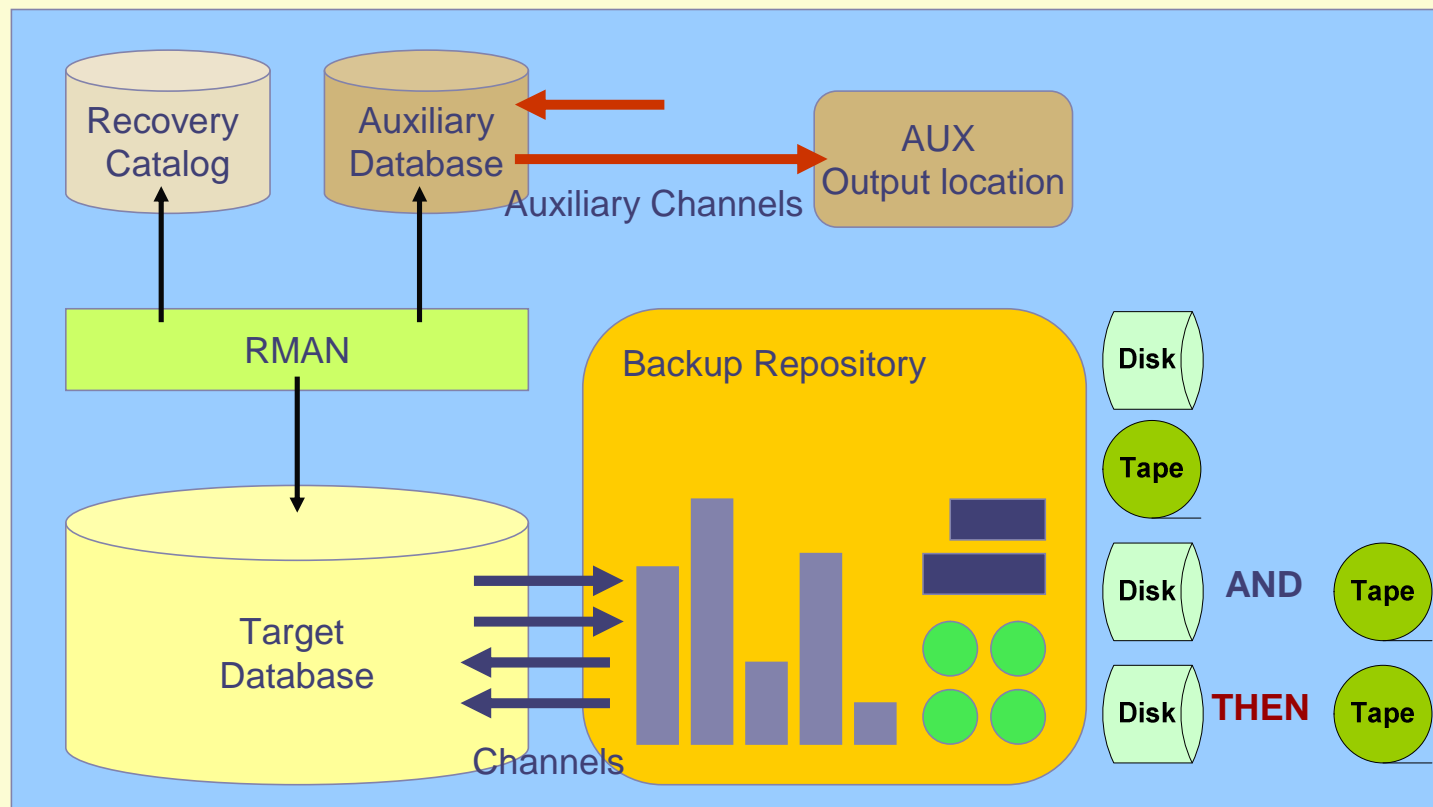 Recovery
Catalog
Auxiliary
Database
AUX
Output location
Auxiliary Channels
RMAN
Backup Repository
Disk
Tape
Disk AND Tape
Target
Database
Disk THEN Tape
Channels